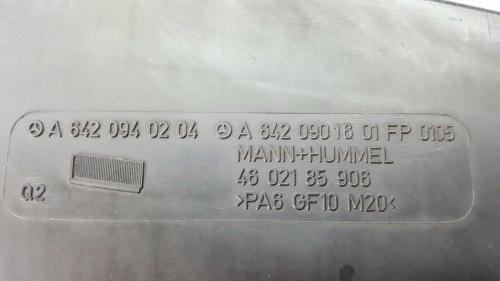 A 642 094 02 04 A 642 090 16 01 FP 0105
MANN+HUMMEL
46 021 85 906
Q2 >PA6 GF10 M20<